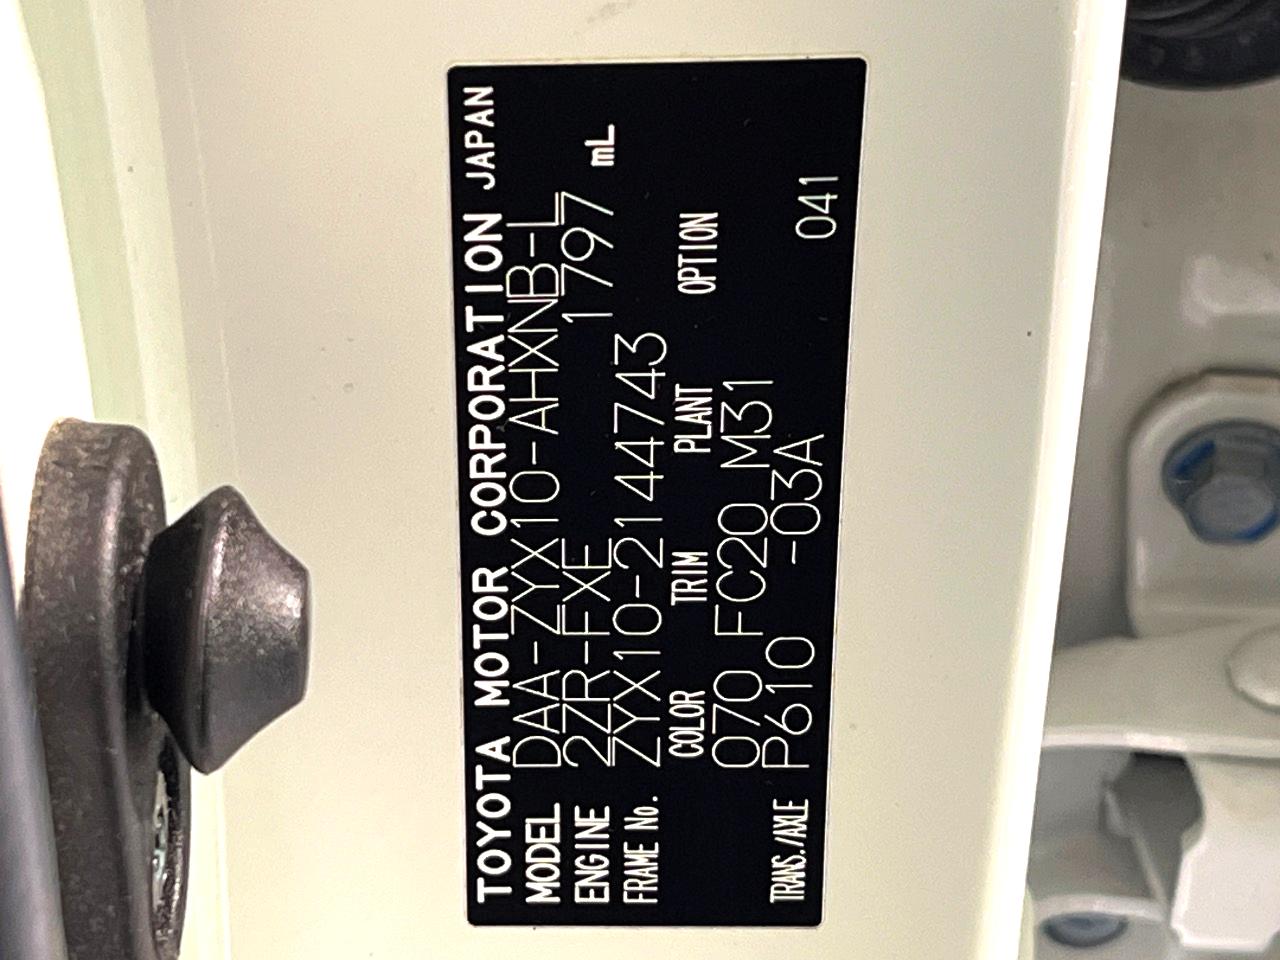 TOYOTA MOTOR CORPORATION JAPAN
MODEL DAA-ZYX10-AHXNB-L
ENGINE 2ZR-FXE 1797 mL
FRAME No. ZYX10-2144743
COLOR TRIM PLANT OPTION
070 FC20 M31
TRANS./AXLE P610 -03A 041